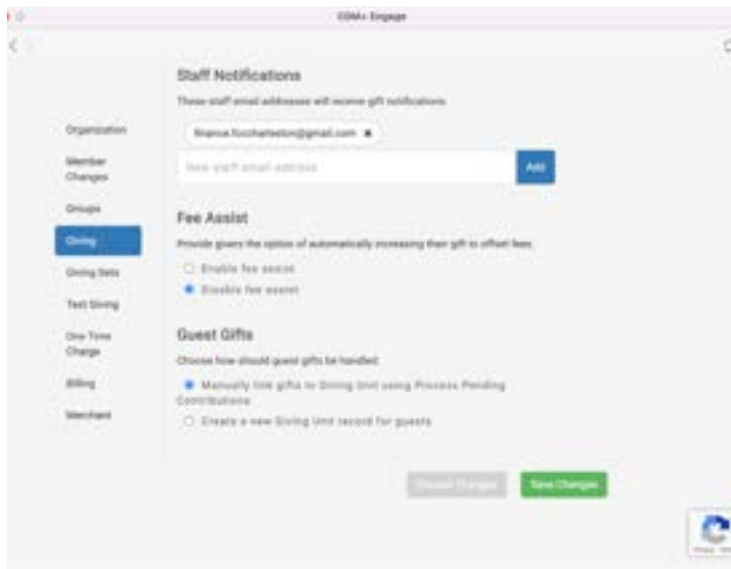 CDM+ Engage
Staff Notifications
These staff email addresses will receive gift notifications.
New staff email address
Add
Organization
Member
Changes
Groups
Giving
Giving Sets
Text Giving
One Time
Charge
Billing
Merchant
Fee Assist
Provide givers the option of automatically increasing their gift to offset fees.
Enable fee assist
Disable fee assist
Guest Gifts
Choose how should guest gifts be handled:
Manually link gifts to Giving Unit using Process Pending
Contributions
Create a new Giving Unit record for guests
Discard Changes
Save Changes